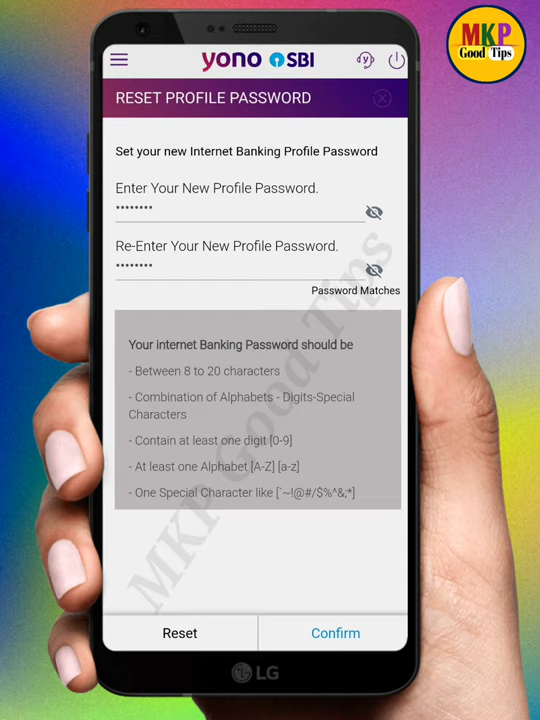 MKP
Good Tips
yono SBI
y
RESET PROFILE PASSWORD
Set your new Internet Banking Profile Password
Enter Your New Profile Password.
••••••••
Re-Enter Your New Profile Password.
••••••••
Password Matches
Your internet Banking Password should be
- Between 8 to 20 characters
- Combination of Alphabets - Digits-Special
Characters
- Contain at least one digit [0-9]
- At least one Alphabet [A-Z] [a-z]
- One Special Character like [`~!@#/$%^&;*]
MKP Good Tips
Reset Confirm
LG